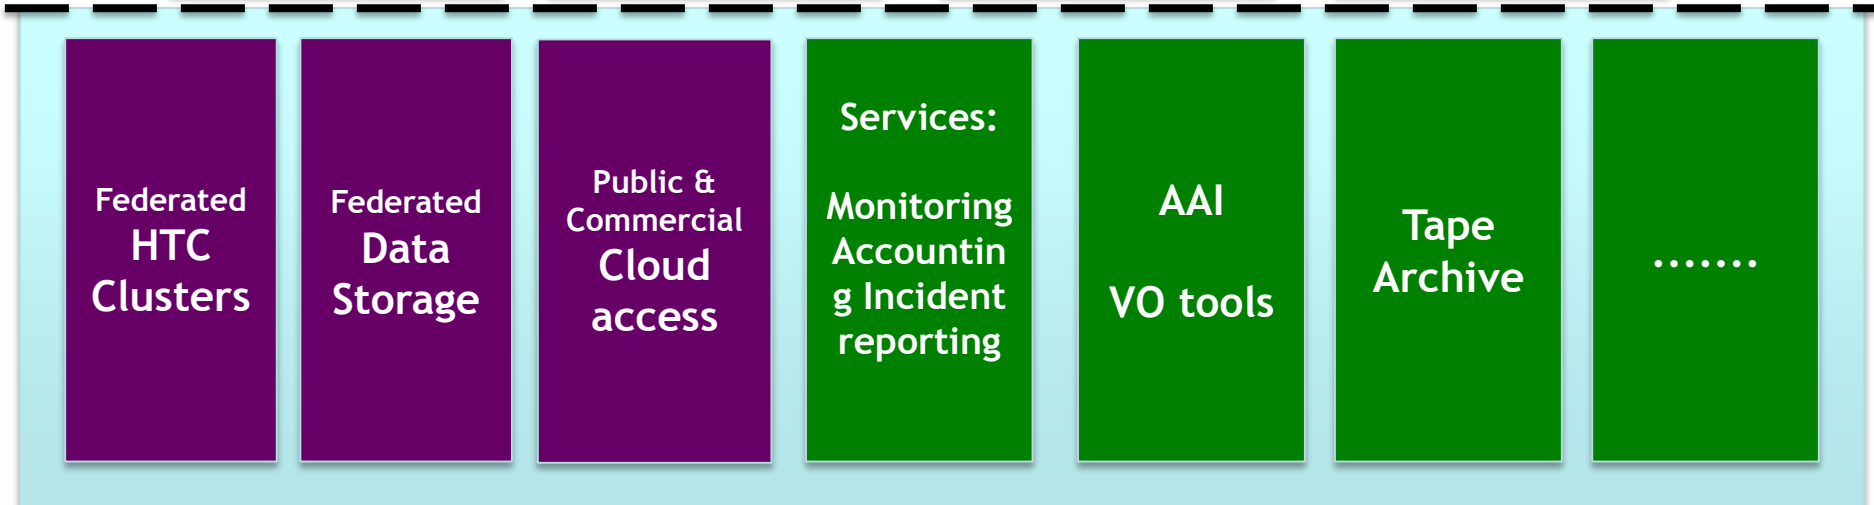 Federated
HTC
Clusters
Federated
Data
Storage
Public &
Commercial
Cloud
access
Services:
Monitoring
Accountin
g Incident
reporting
AAI
VO tools
Tape
Archive
.......